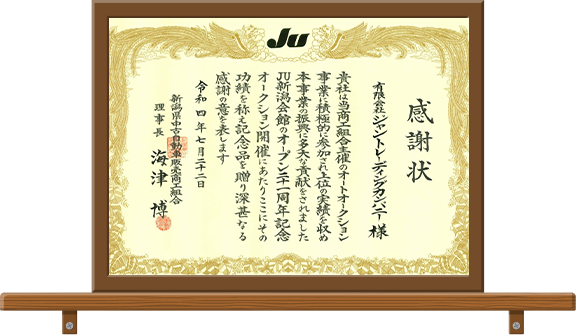 JU
感謝状
有限会社ジャントレーディングカンパニー様
貴社は当商工組合主催のオートオークション
事業に積極的に参加され上位の実績を収め
本事業の振興に多大な貢献をされました
JU新潟会館のオープン三十一周年記念
オークション開催にあたりここにその
功績を称え記念品を贈り深甚なる
感謝の意を表します
令和四年七月二十二日
新潟県中古自動車販売商工組合
理事長 海津 博